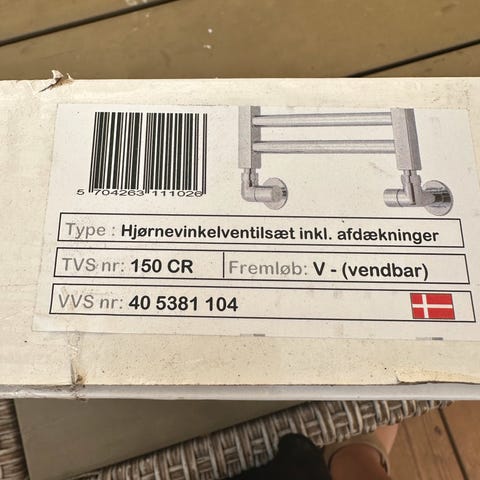 5 704263 111026
Type : Hjørnevinkelventilsæt inkl. afdækninger
TVS nr: 150 CR Fremløb: V - (vendbar)
VVS nr: 40 5381 104